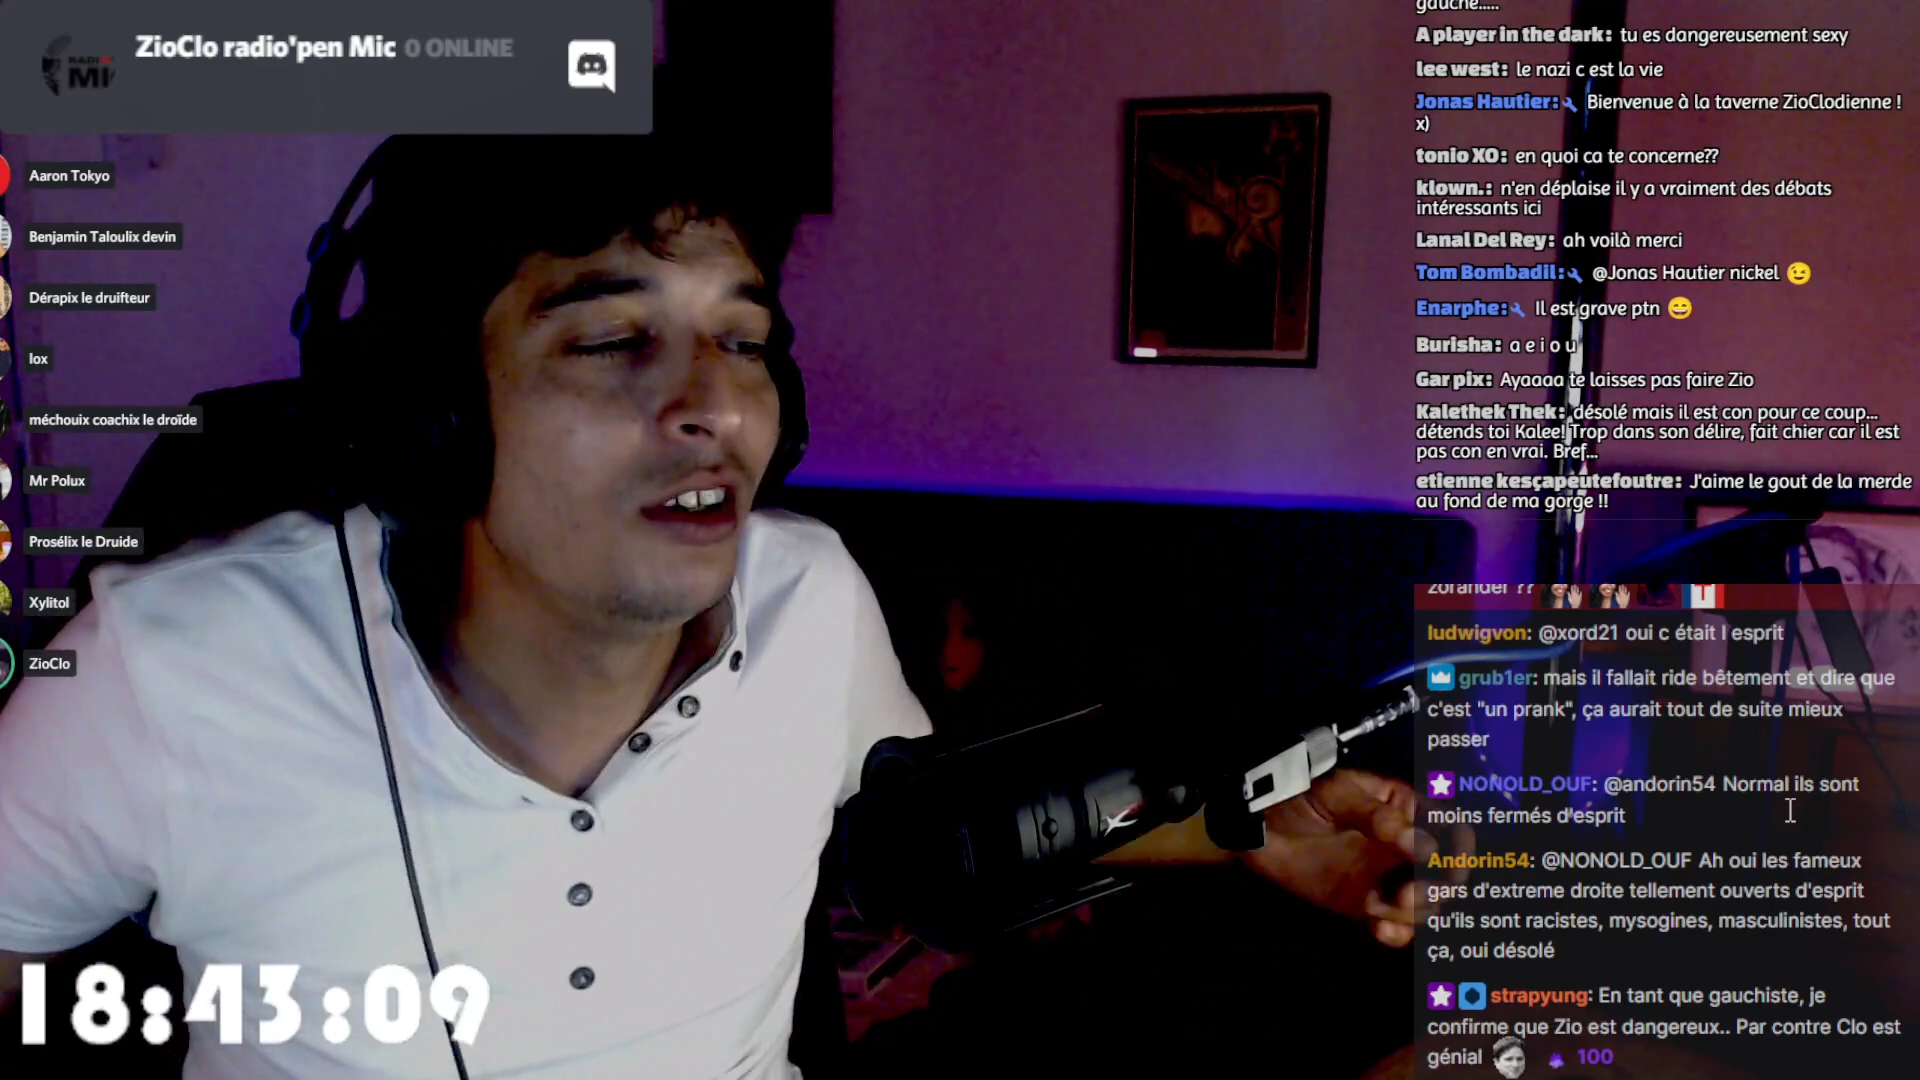 ZioClo radio'pen Mic 0 ONLINE
RADIO
MI
Aaron Tokyo
Benjamin Taloulix devin
Dérapix le druifteur
lox
méchouix coachix le droïde
Mr Polux
Prosélix le Druide
Xylitol
ZioClo
18:43:09
gauche.....
A player in the dark: tu es dangereusement sexy
lee west: le nazi c est la vie
Jonas Hautier: Bienvenue à la taverne ZioClodienne !
x)
tonio XO: en quoi ca te concerne??
klown.: n'en déplaise il y a vraiment des débats
intéressants ici
Lanal Del Rey: ah voilà merci
Tom Bombadil: @Jonas Hautier nickel 😉
Enarphe: Il est grave ptn 😄
Burisha: a e i o u
Gar pix: Ayaaaa te laisses pas faire Zio
Kalethek Thek: désolé mais il est con pour ce coup...
détends toi Kalee! Trop dans son délire, fait chier car il est
pas con en vrai. Bref...
etienne kesçapeutefoutre: J'aime le gout de la merde
au fond de ma gorge !!
zorander ??
ludwigvon: @xord21 oui c était l esprit
grub1er: mais il fallait ride bêtement et dire que
c'est "un prank", ça aurait tout de suite mieux
passer
NONOLD_OUF: @andorin54 Normal ils sont
moins fermés d'esprit
Andorin54: @NONOLD_OUF Ah oui les fameux
gars d'extreme droite tellement ouverts d'esprit
qu'ils sont racistes, mysogines, masculinistes, tout
ça, oui désolé
strapyung: En tant que gauchiste, je
confirme que Zio est dangereux.. Par contre Clo est
génial 100